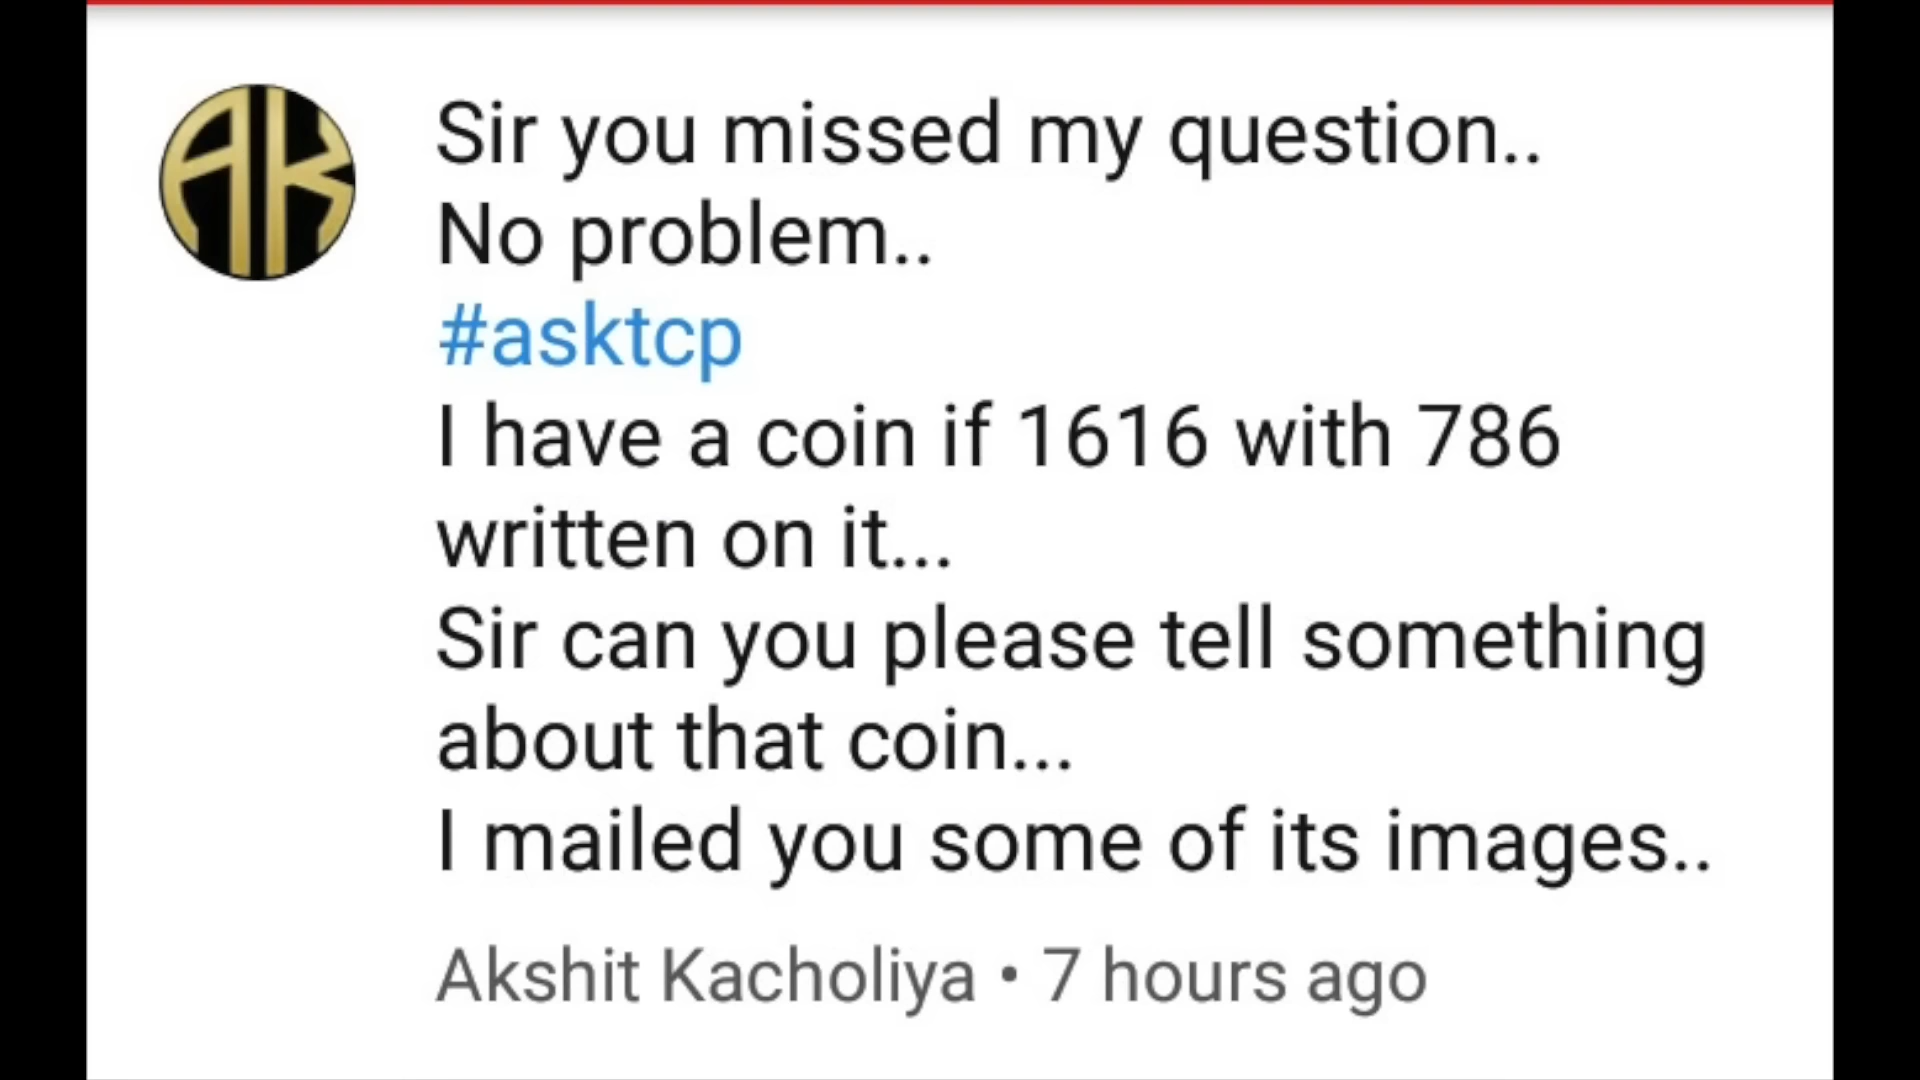 AK
Sir you missed my question..
No problem..
#asktcp
I have a coin if 1616 with 786
written on it...
Sir can you please tell something
about that coin...
I mailed you some of its images..
Akshit Kacholiya • 7 hours ago